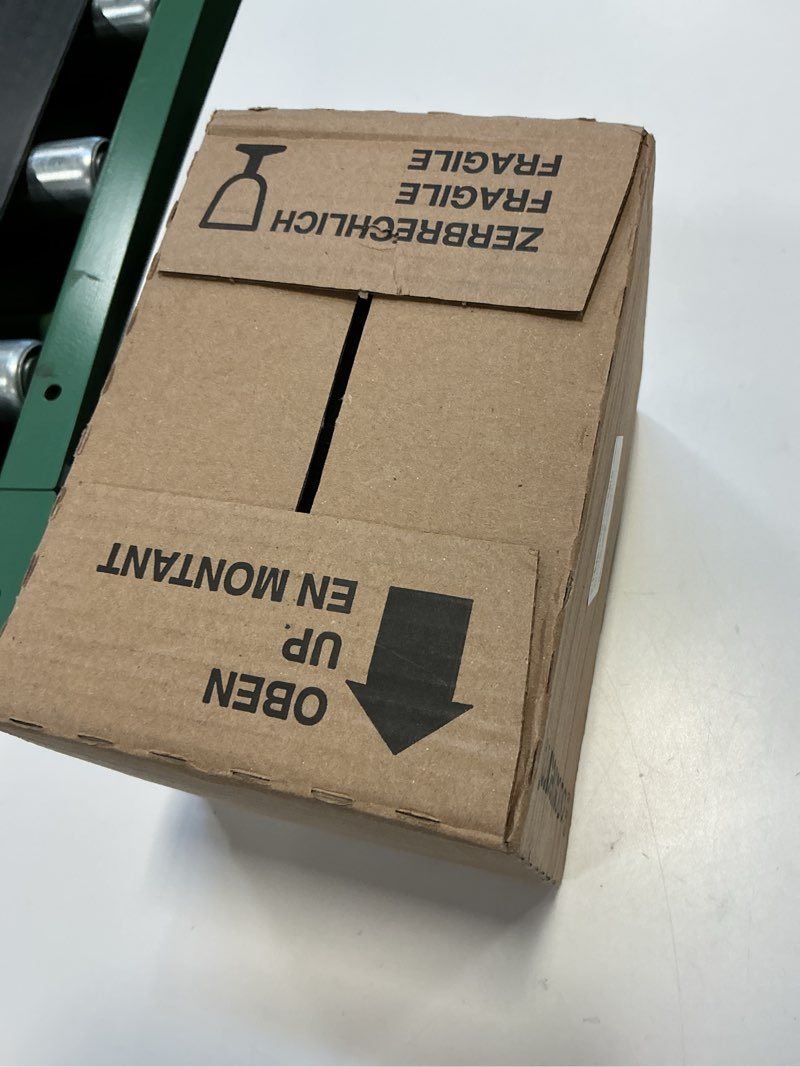 OBEN
UP
EN MONTANT
ZERBRECHLICH
FRAGILE
FRAGILE